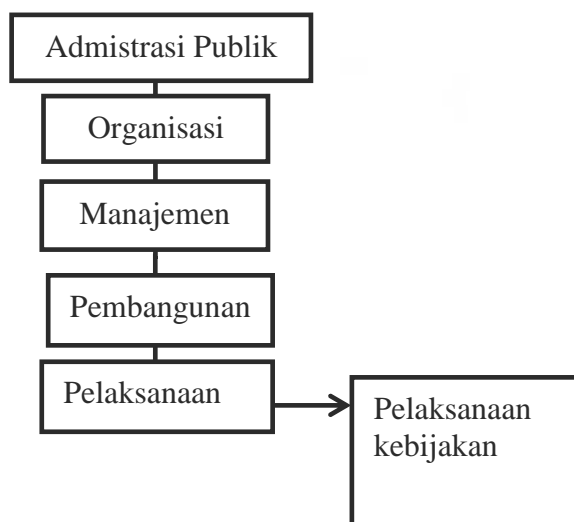 Admistrasi Publik
Organisasi
Manajemen
Pembangunan
Pelaksanaan
Pelaksanaan
kebijakan